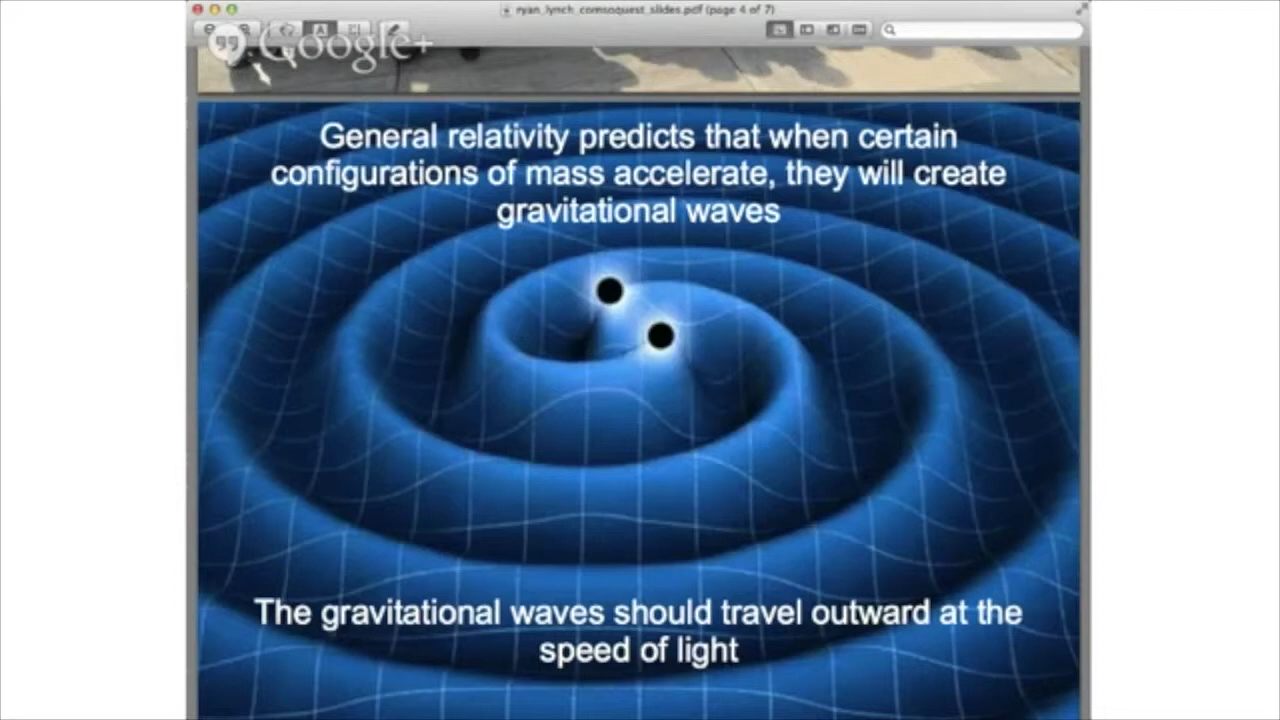 ryan_lynch_comsoquest_slides.pdf (page 4 of 7)
Google+
General relativity predicts that when certain
configurations of mass accelerate, they will create
gravitational waves
The gravitational waves should travel outward at the
speed of light